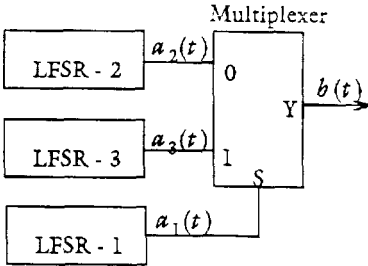 Multiplexer
LFSR - 2
a₂(t)
0
b(t)
Y
LFSR - 3
a₃(t)
1
S
LFSR - 1
a₁(t)